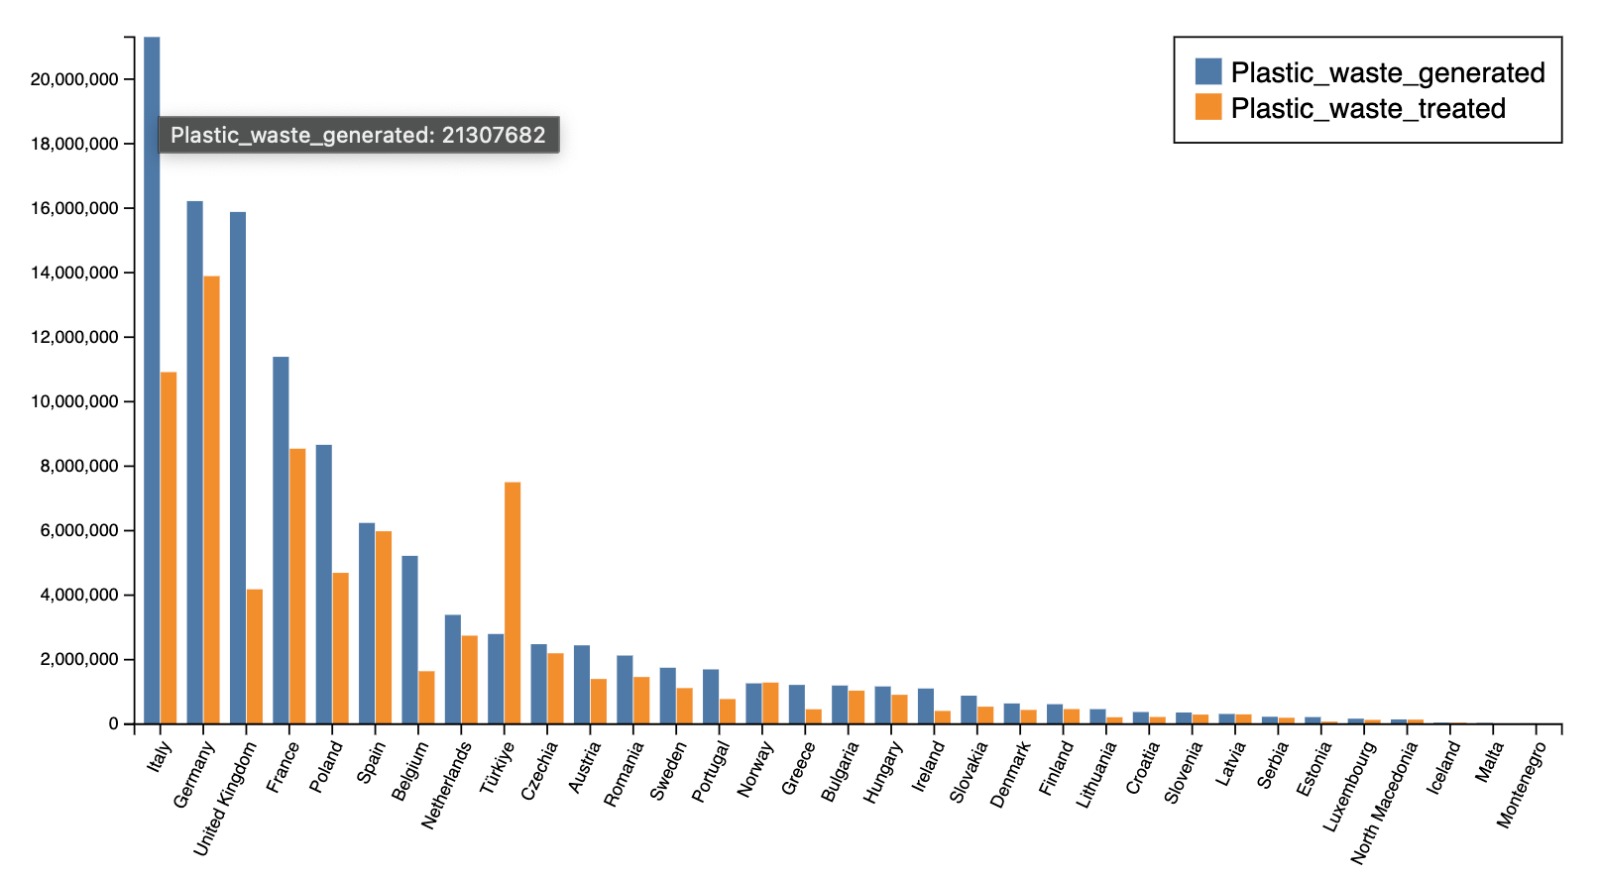 20,000,000
18,000,000
16,000,000
14,000,000
12,000,000
10,000,000
8,000,000
6,000,000
4,000,000
2,000,000
0
Plastic_waste_generated: 21307682
Plastic_waste_generated
Plastic_waste_treated
Italy
Germany
United Kingdom
France
Poland
Spain
Belgium
Netherlands
Türkiye
Czechia
Austria
Romania
Sweden
Portugal
Norway
Greece
Bulgaria
Hungary
Ireland
Slovakia
Denmark
Finland
Lithuania
Croatia
Slovenia
Latvia
Serbia
Estonia
Luxembourg
North Macedonia
Iceland
Malta
Montenegro